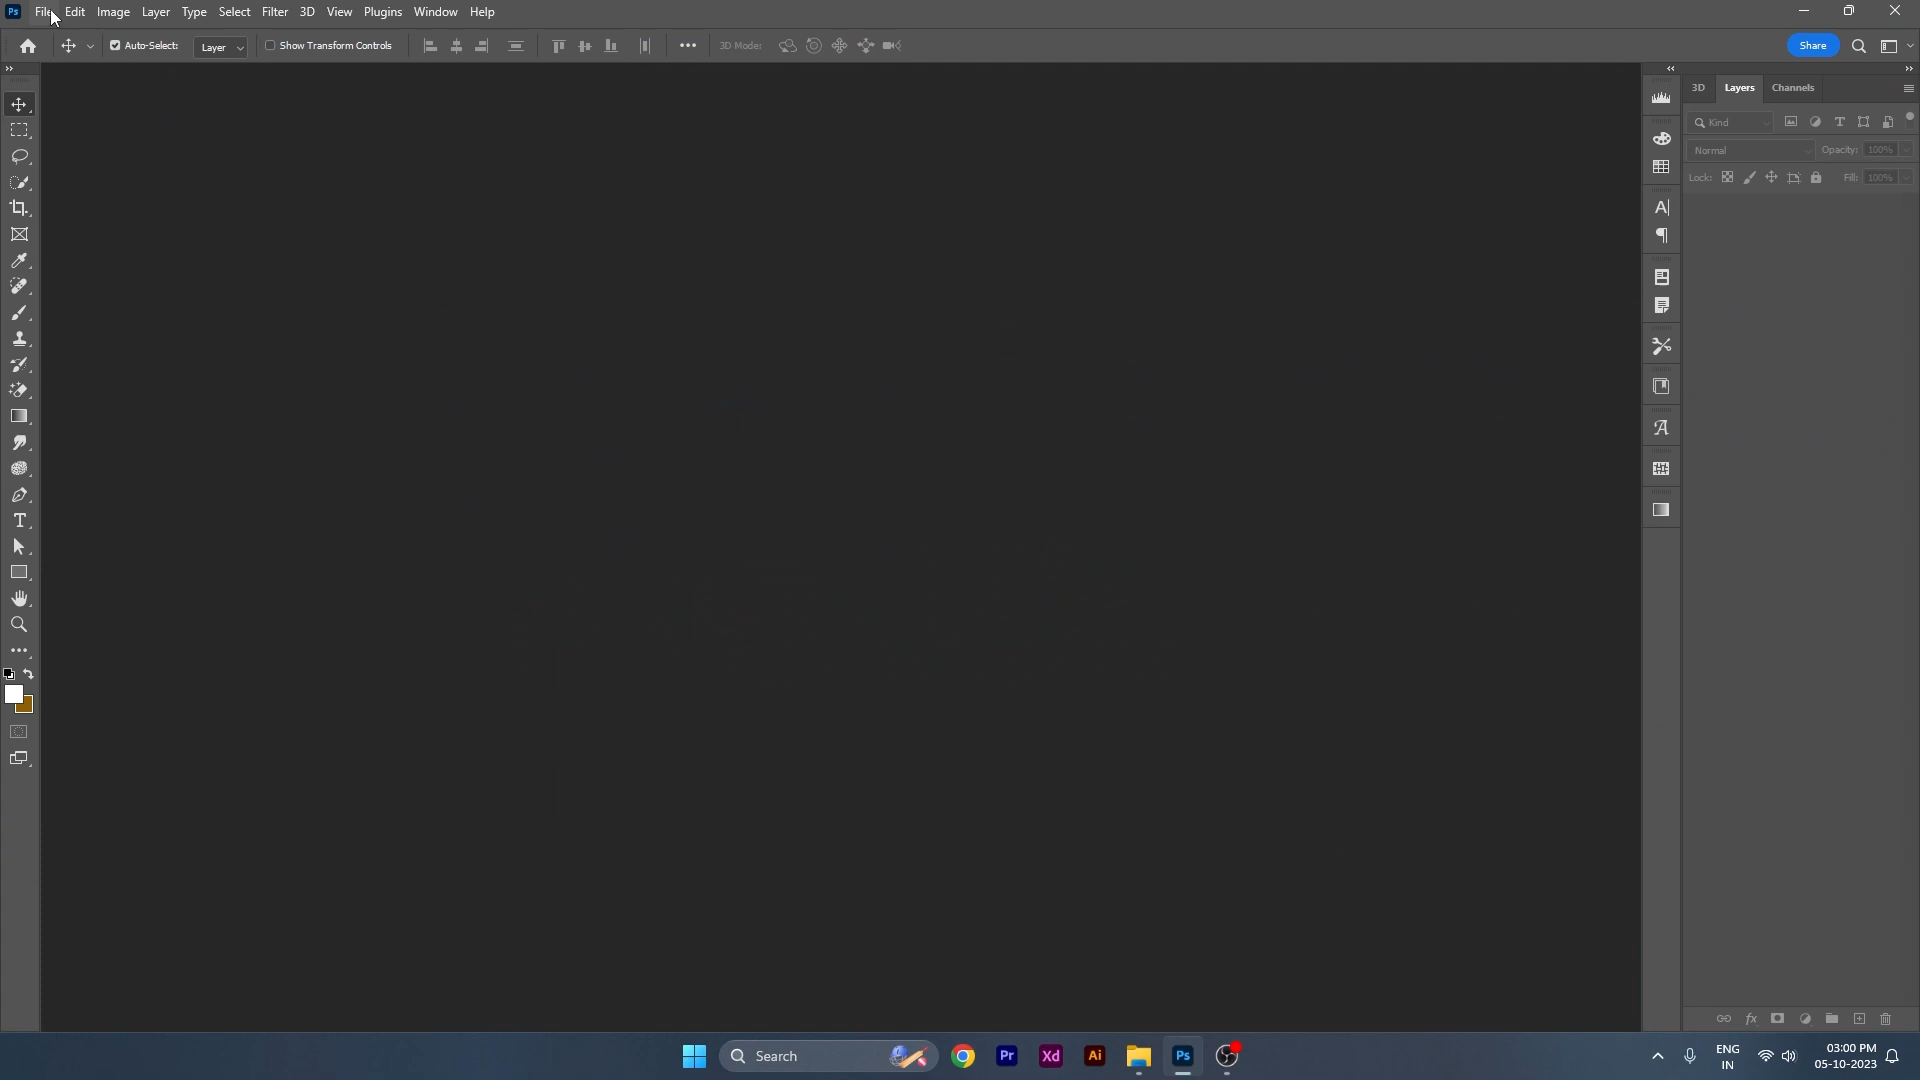 Ps File Edit Image Layer Type Select Filter 3D View Plugins Window Help
Auto-Select: Layer Show Transform Controls 3D Mode: Share
3D Layers Channels
Kind
Normal Opacity: 100%
Lock: Fill: 100%
Search Pr Xd Ai Ps
ENG
IN
03:00 PM
05-10-2023